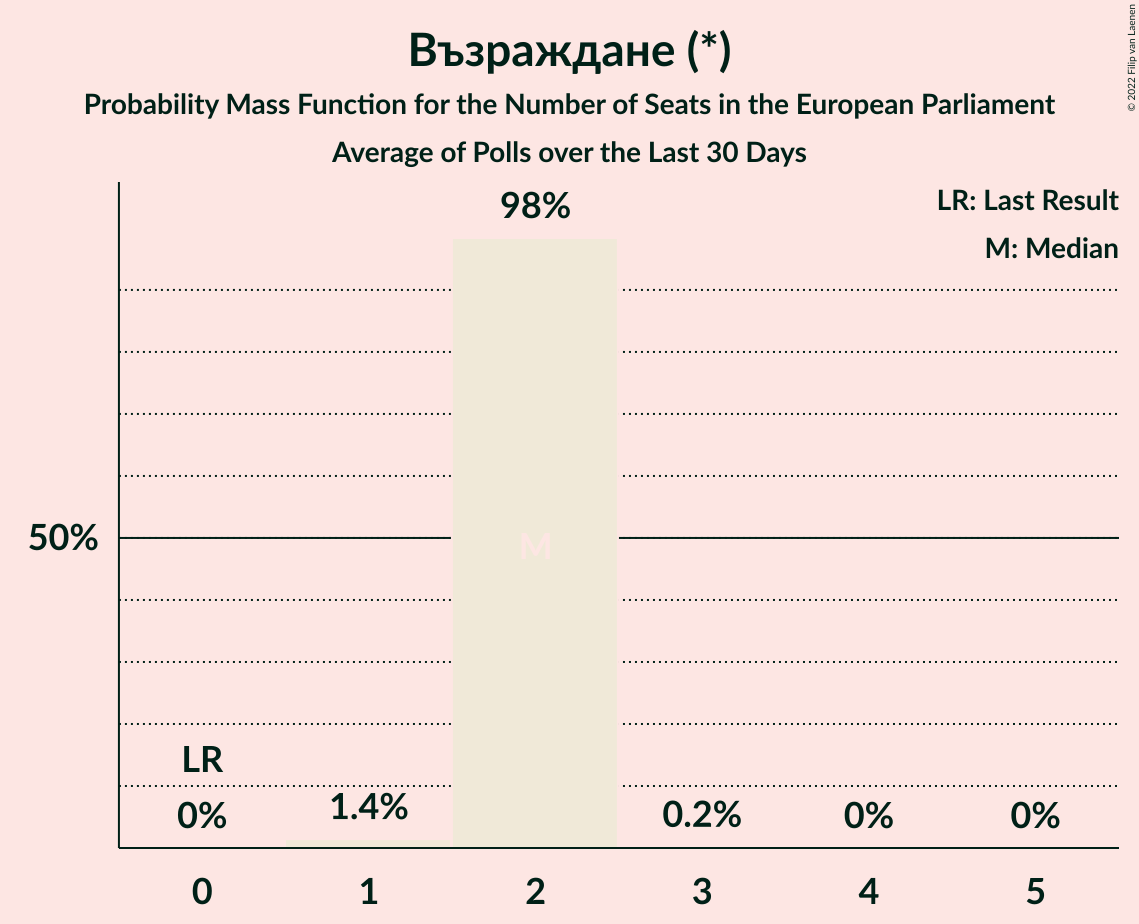 Възраждане (*)
Probability Mass Function for the Number of Seats in the European Parliament
Average of Polls over the Last 30 Days
© 2022 Filip van Laenen
LR: Last Result
M: Median
98%
50%
M
LR
0%
1.4%
0.2%
0%
0%
0 1 2 3 4 5